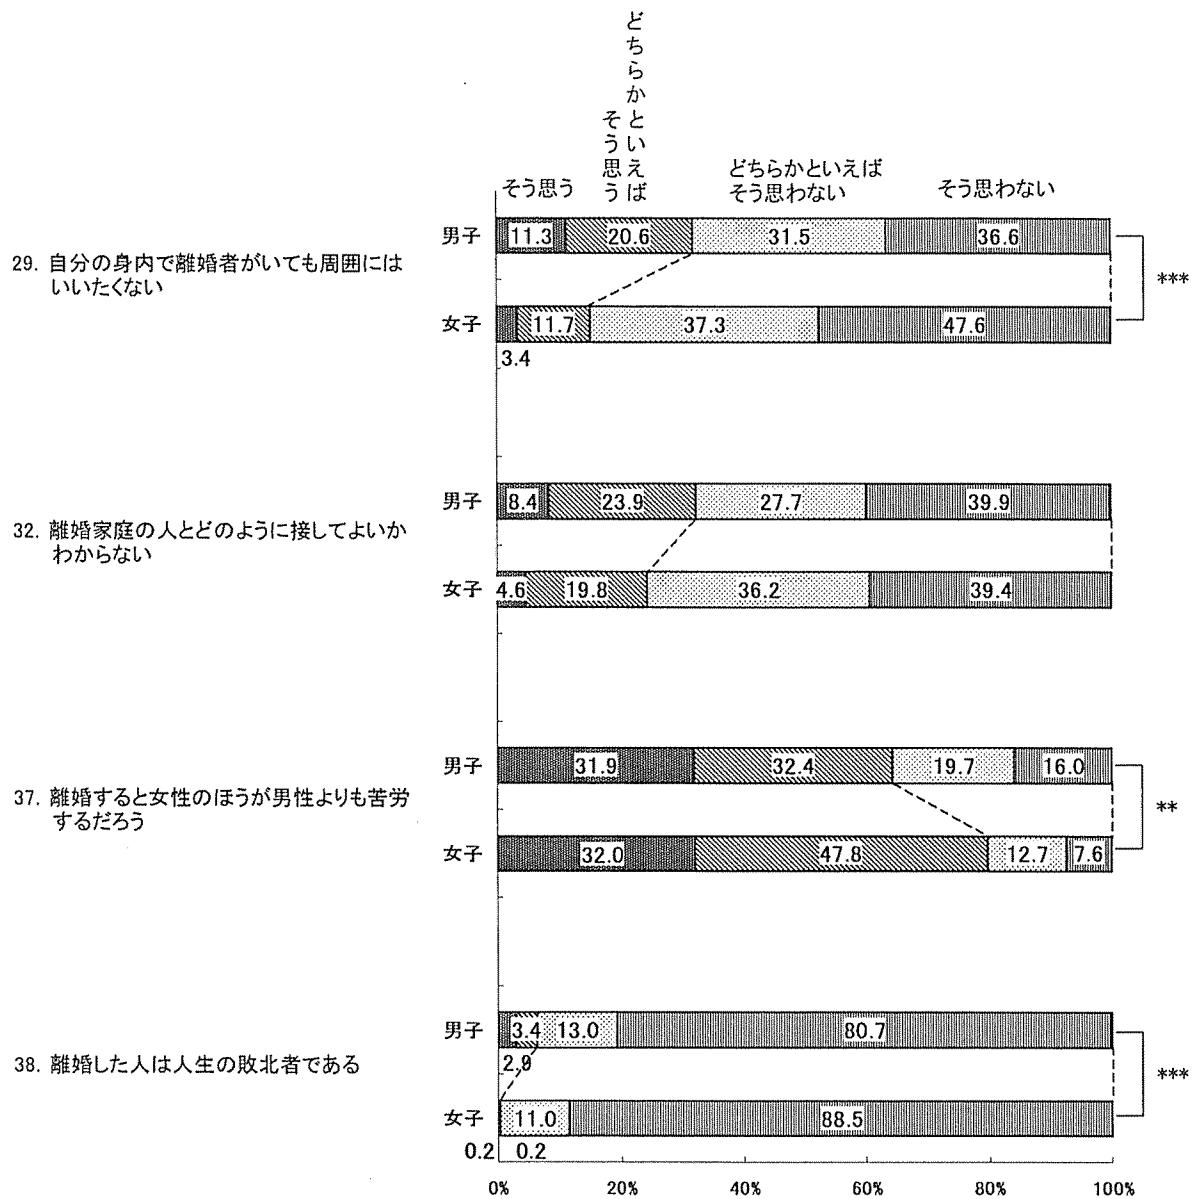 どちらかといえば
そう思う
そう思う
どちらかといえば
そう思わない
そう思わない
29. 自分の身内で離婚者がいても周囲には
いいたくない
男子 11.3 20.6 31.5 36.6
女子 11.7 37.3 47.6
3.4
***
32. 離婚家庭の人とどのように接してよいか
わからない
男子 8.4 23.9 27.7 39.9
女子 4.6 19.8 36.2 39.4
37. 離婚すると女性のほうが男性よりも苦労
するだろう
男子 31.9 32.4 19.7 16.0
女子 32.0 47.8 12.7 7.6
**
38. 離婚した人は人生の敗北者である
男子 3.4 13.0 80.7
2.9
女子 11.0 88.5
0.2 0.2
***
0% 20% 40% 60% 80% 100%